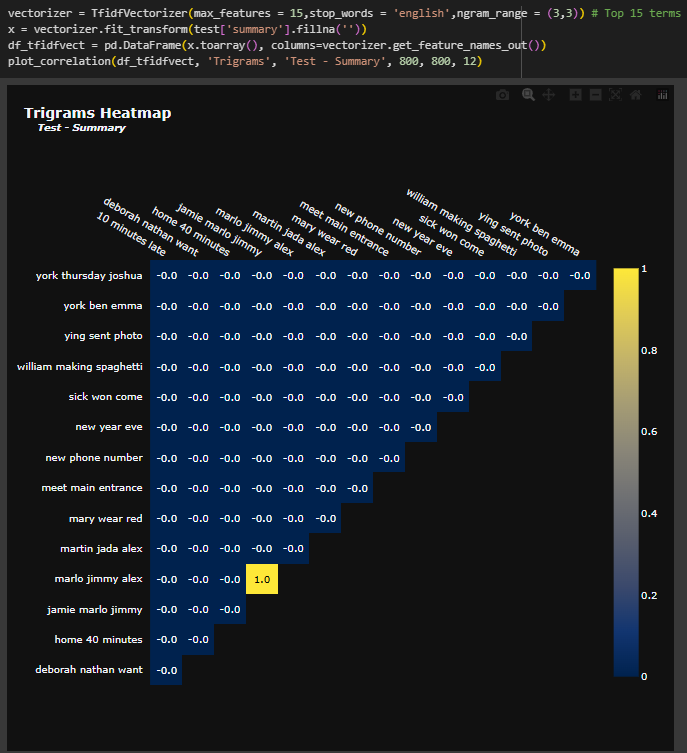 vectorizer = TfidfVectorizer(max_features = 15,stop_words = 'english',ngram_range = (3,3)) # Top 15 terms
x = vectorizer.fit_transform(test['summary'].fillna(''))
df_tfidfvect = pd.DataFrame(x.toarray(), columns=vectorizer.get_feature_names_out())
plot_correlation(df_tfidfvect, 'Trigrams', 'Test - Summary', 800, 800, 12)
Trigrams Heatmap
Test - Summary
10 minutes late
deborah nathan want
home 40 minutes
jamie marlo jimmy
marlo jimmy alex
martin jada alex
mary wear red
meet main entrance
new phone number
new year eve
sick won come
william making spaghetti
ying sent photo
york ben emma
york thursday joshua -0.0 -0.0 -0.0 -0.0 -0.0 -0.0 -0.0 -0.0 -0.0 -0.0 -0.0 -0.0 -0.0 -0.0
york ben emma -0.0 -0.0 -0.0 -0.0 -0.0 -0.0 -0.0 -0.0 -0.0 -0.0 -0.0 -0.0 -0.0
ying sent photo -0.0 -0.0 -0.0 -0.0 -0.0 -0.0 -0.0 -0.0 -0.0 -0.0 -0.0 -0.0
william making spaghetti -0.0 -0.0 -0.0 -0.0 -0.0 -0.0 -0.0 -0.0 -0.0 -0.0 -0.0
sick won come -0.0 -0.0 -0.0 -0.0 -0.0 -0.0 -0.0 -0.0 -0.0 -0.0
new year eve -0.0 -0.0 -0.0 -0.0 -0.0 -0.0 -0.0 -0.0 -0.0
new phone number -0.0 -0.0 -0.0 -0.0 -0.0 -0.0 -0.0 -0.0
meet main entrance -0.0 -0.0 -0.0 -0.0 -0.0 -0.0 -0.0
mary wear red -0.0 -0.0 -0.0 -0.0 -0.0 -0.0
martin jada alex -0.0 -0.0 -0.0 -0.0 -0.0
marlo jimmy alex -0.0 -0.0 -0.0 1.0
jamie marlo jimmy -0.0 -0.0 -0.0
home 40 minutes -0.0 -0.0
deborah nathan want -0.0
1
0.8
0.6
0.4
0.2
0